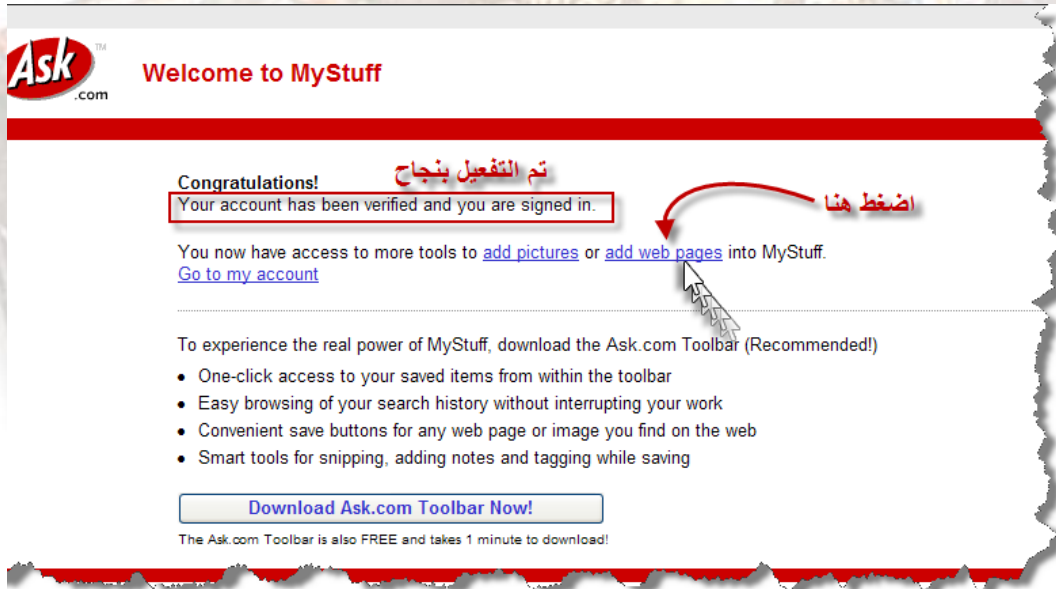 Ask TM
.com
Welcome to MyStuff
تم التفعيل بنجاح
Congratulations!
Your account has been verified and you are signed in.
اضغط هنا
You now have access to more tools to add pictures or add web pages into MyStuff.
Go to my account
To experience the real power of MyStuff, download the Ask.com Toolbar (Recommended!)
• One-click access to your saved items from within the toolbar
• Easy browsing of your search history without interrupting your work
• Convenient save buttons for any web page or image you find on the web
• Smart tools for snipping, adding notes and tagging while saving
Download Ask.com Toolbar Now!
The Ask.com Toolbar is also FREE and takes 1 minute to download!